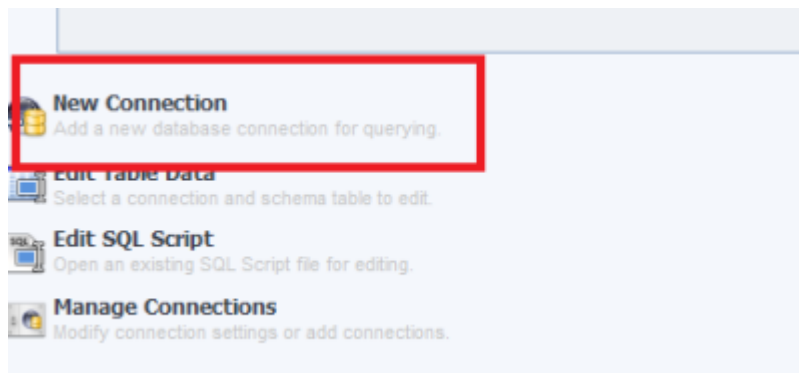 New Connection
Add a new database connection for querying.
Edit Table Data
Select a connection and schema table to edit.
SQL
Edit SQL Script
Open an existing SQL Script file for editing.
Manage Connections
Modify connection settings or add connections.